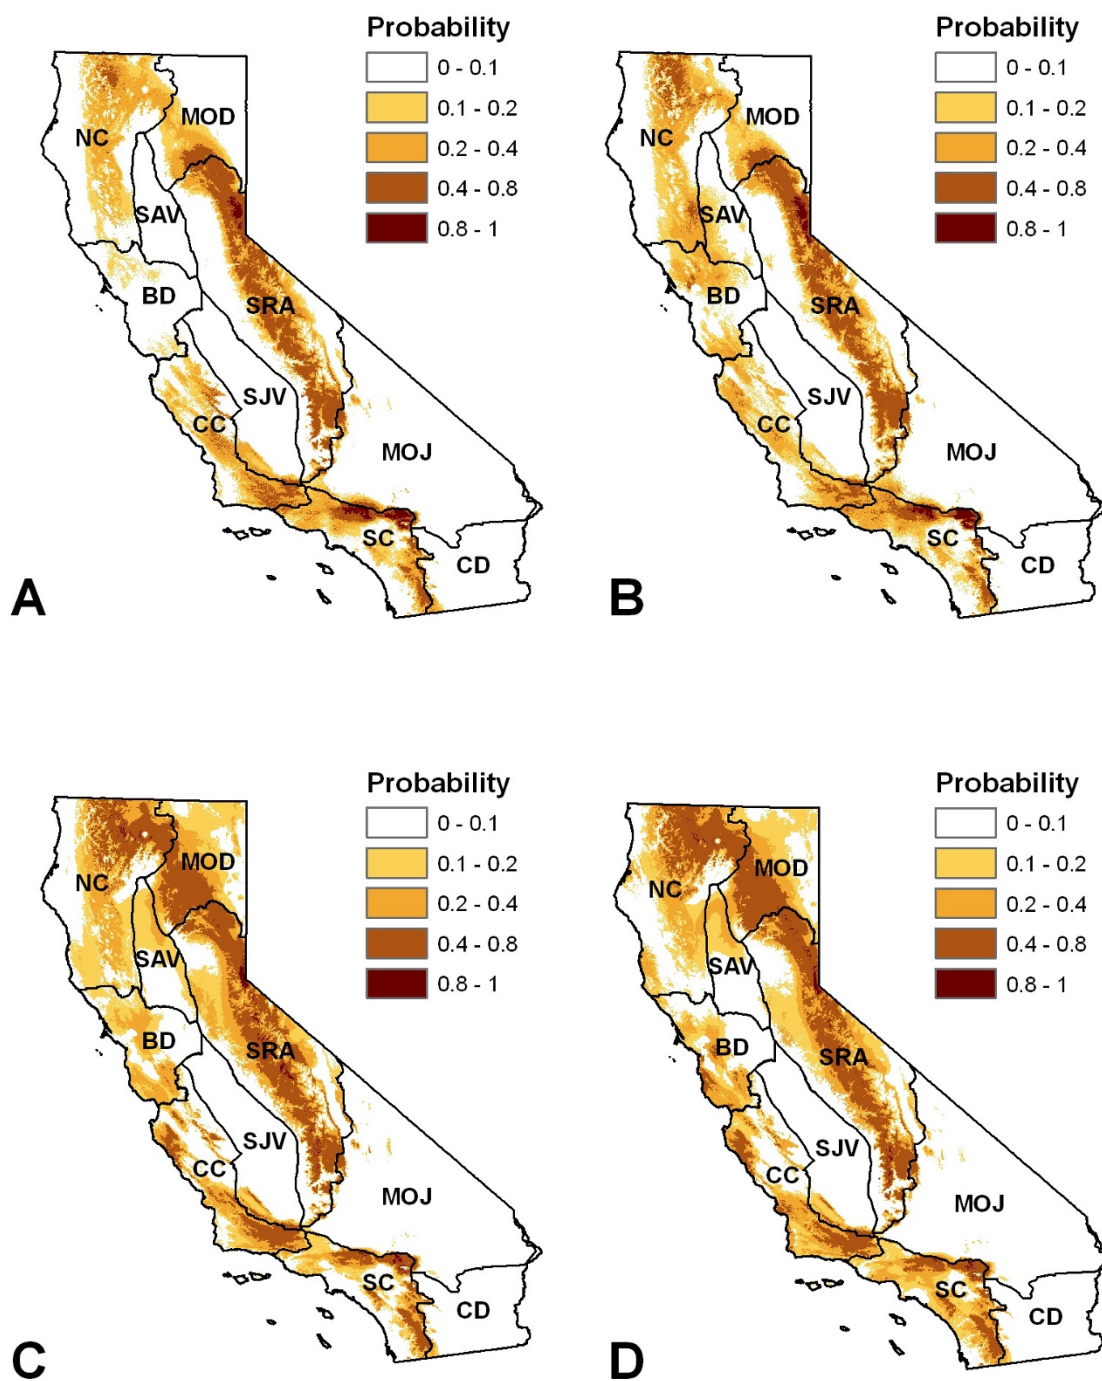 Probability
0 - 0.1
0.1 - 0.2
0.2 - 0.4
0.4 - 0.8
0.8 - 1
MOD
NC
SAV
BD
SRA
SJV
CC
MOJ
SC
CD
A
Probability
0 - 0.1
0.1 - 0.2
0.2 - 0.4
0.4 - 0.8
0.8 - 1
MOD
NC
SAV
BD
SRA
SJV
CC
MOJ
SC
CD
B
Probability
0 - 0.1
0.1 - 0.2
0.2 - 0.4
0.4 - 0.8
0.8 - 1
MOD
NC
SAV
BD
SRA
SJV
CC
MOJ
SC
CD
C
Probability
0 - 0.1
0.1 - 0.2
0.2 - 0.4
0.4 - 0.8
0.8 - 1
MOD
NC
SAV
BD
SRA
SJV
CC
MOJ
SC
CD
D